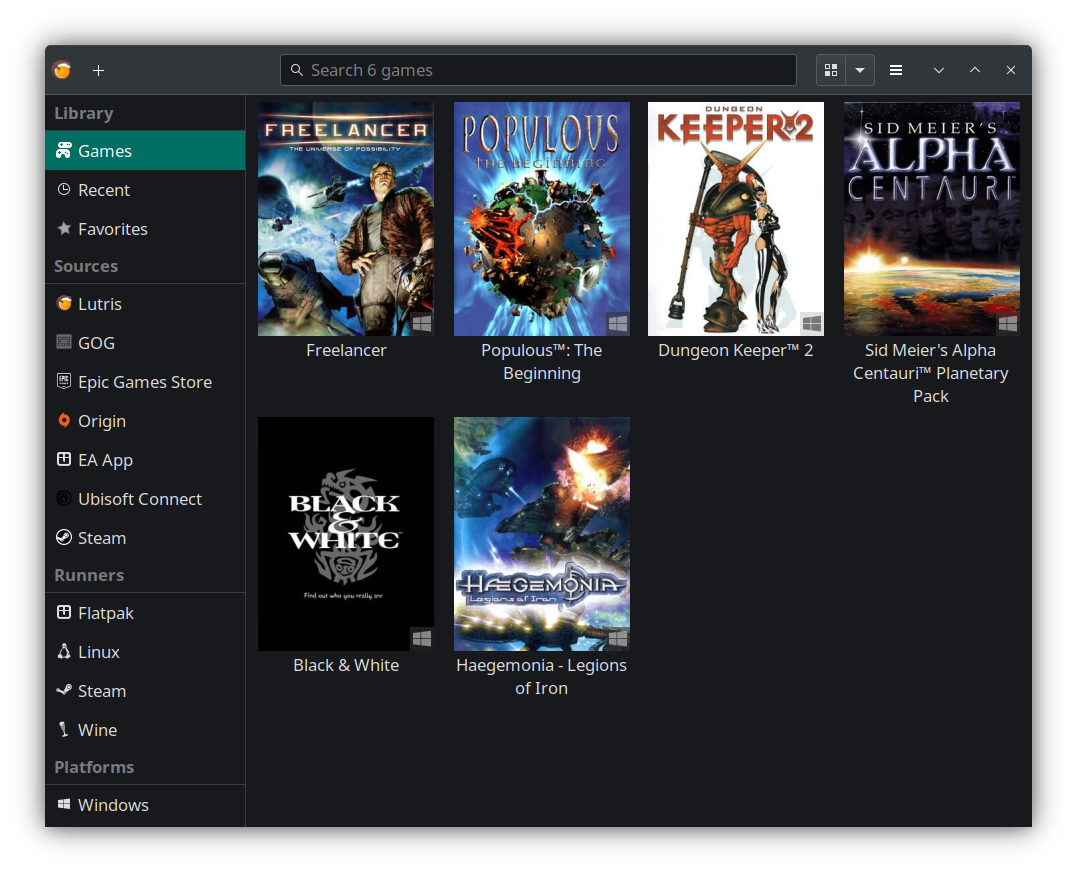 Search 6 games
Library
Games
Recent
Favorites
Sources
Lutris
GOG
Epic Games Store
Origin
EA App
Ubisoft Connect
Steam
Runners
Flatpak
Linux
Steam
Wine
Platforms
Windows
FREELANCER
THE UNIVERSE OF POSSIBILITY
Freelancer
POPULOUS
THE BEGINNING
Populous™: The
Beginning
DUNGEON
KEEPER 2
Dungeon Keeper™ 2
SID MEIER'S
ALPHA
CENTAURI™
Sid Meier's Alpha
Centauri™ Planetary
Pack
BLACK
&
WHITE™
Find out who you really are
Black & White
HÆGEMONIA
Legions of Iron
Haegemonia - Legions
of Iron